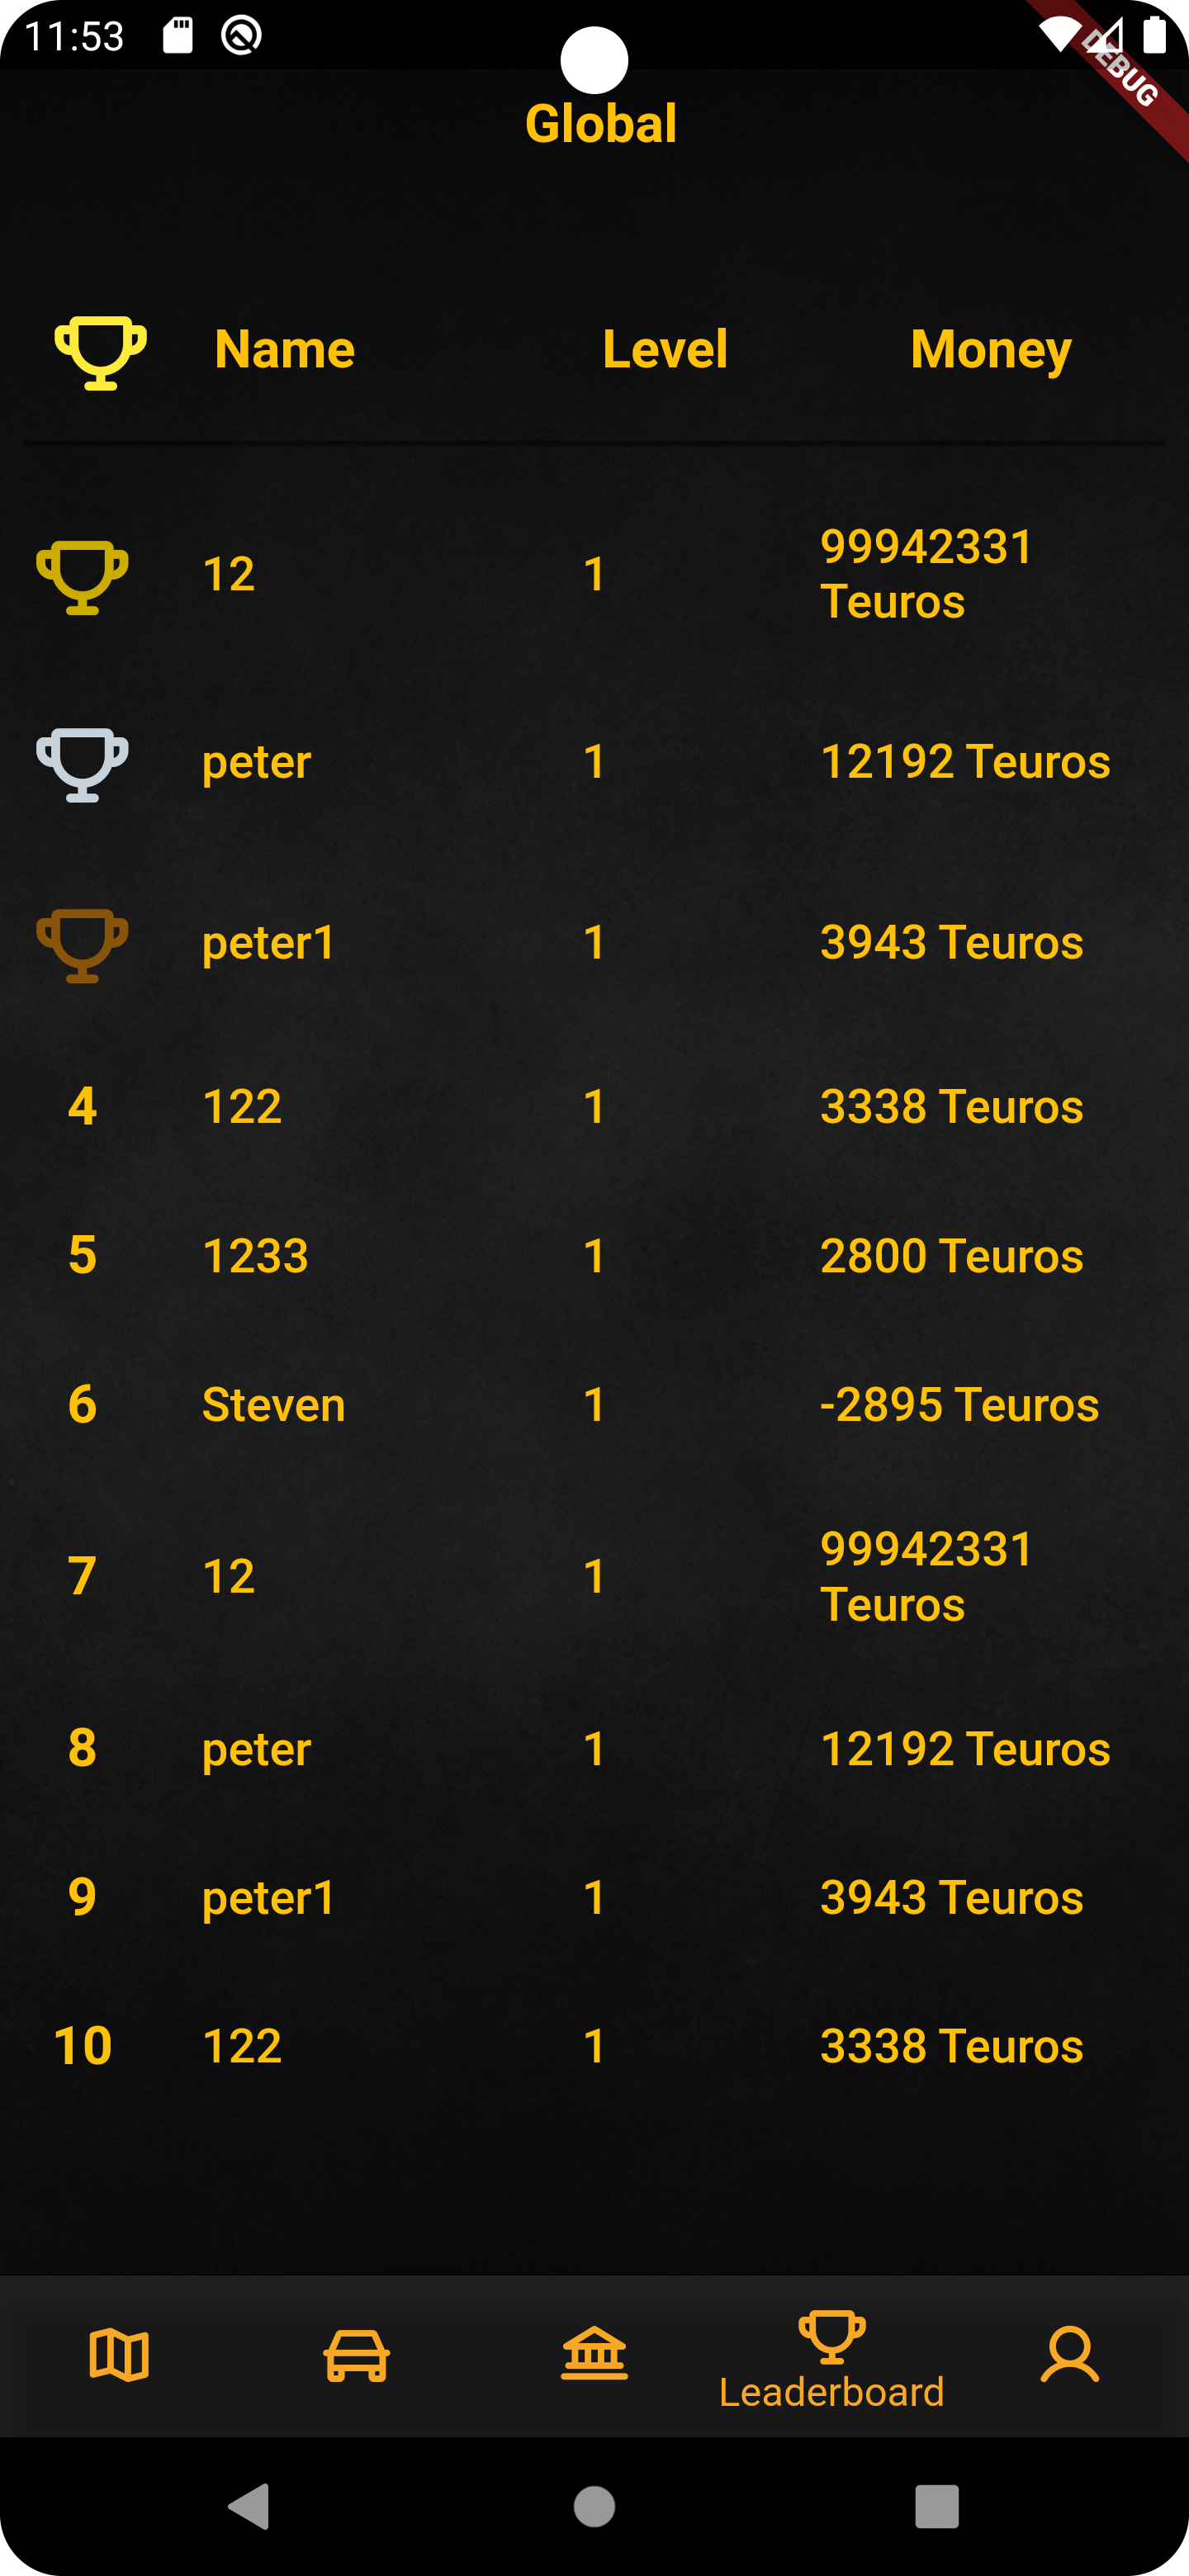 11:53
DEBUG
Global
Name Level Money
12 1 99942331
Teuros
peter 1 12192 Teuros
peter1 1 3943 Teuros
4 122 1 3338 Teuros
5 1233 1 2800 Teuros
6 Steven 1 -2895 Teuros
7 12 1 99942331
Teuros
8 peter 1 12192 Teuros
9 peter1 1 3943 Teuros
10 122 1 3338 Teuros
Leaderboard